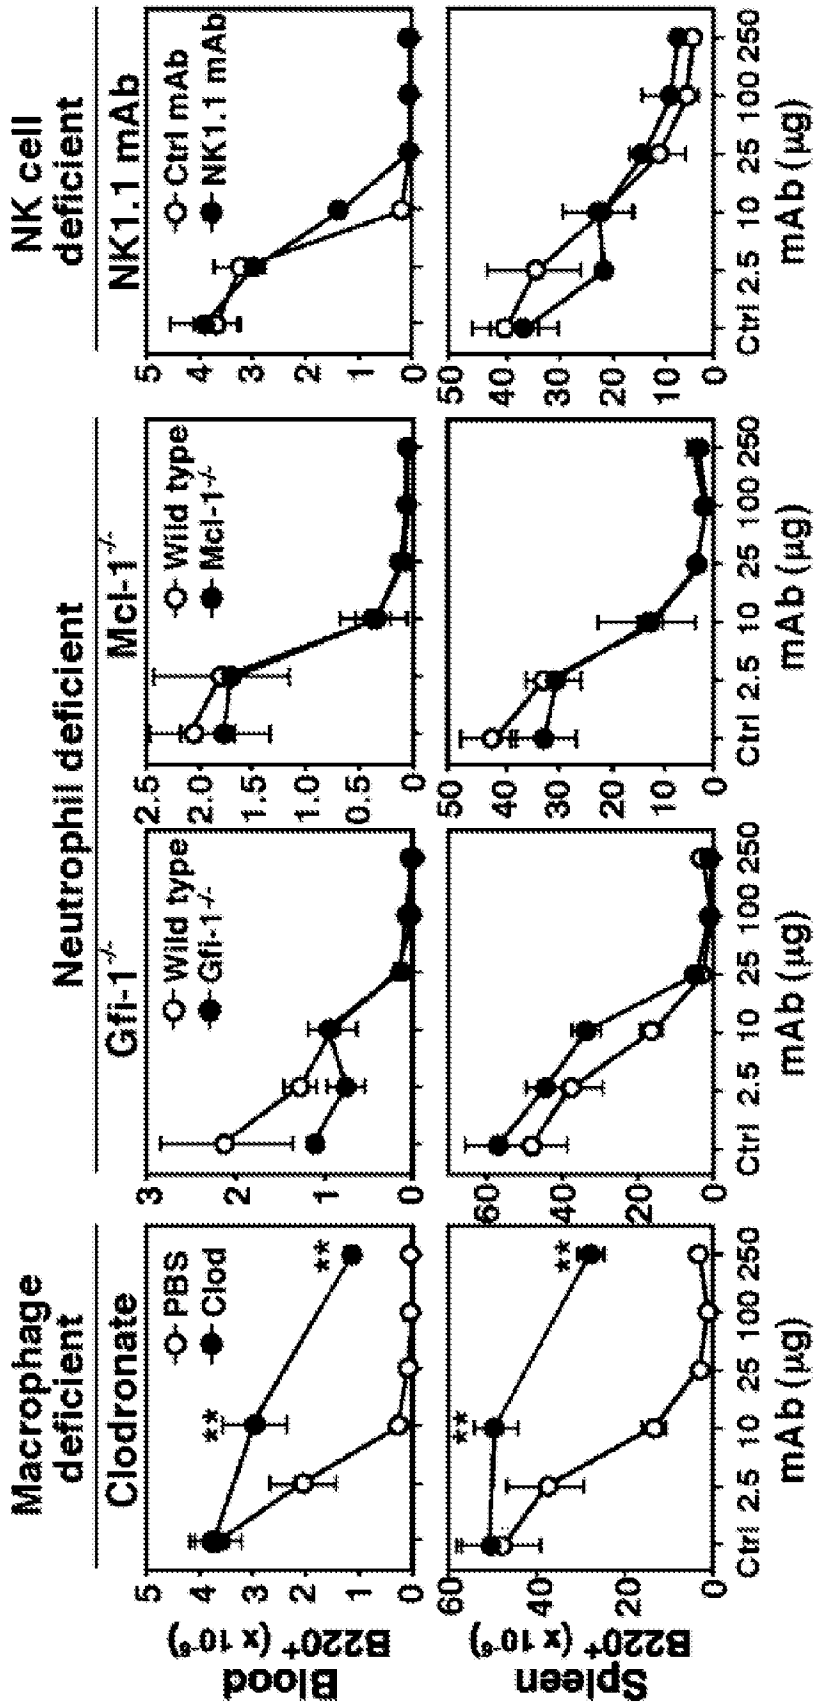 Macrophage deficient
Neutrophil deficient
NK cell deficient
Clodronate
Gfi-1-/-
Mcl-1-/-
NK1.1 mAb
Blood
B220+ (x 10-6)
5
4
3
2
1
0
PBS
Clod
**
**
3
2
1
0
Wild type
Gfi-1-/-
2.5
2.0
1.5
1.0
0.5
0
Wild type
Mcl-1-/-
5
4
3
2
1
0
Ctrl mAb
NK1.1 mAb
Spleen
B220+ (x 10-6)
60
40
20
0
**
**
Ctrl 2.5 10 25 100 250
mAb (µg)
60
40
20
0
Ctrl 2.5 10 25 100 250
mAb (µg)
50
40
30
20
10
0
Ctrl 2.5 10 25 100 250
mAb (µg)
50
40
30
20
10
0
Ctrl 2.5 10 25 100 250
mAb (µg)